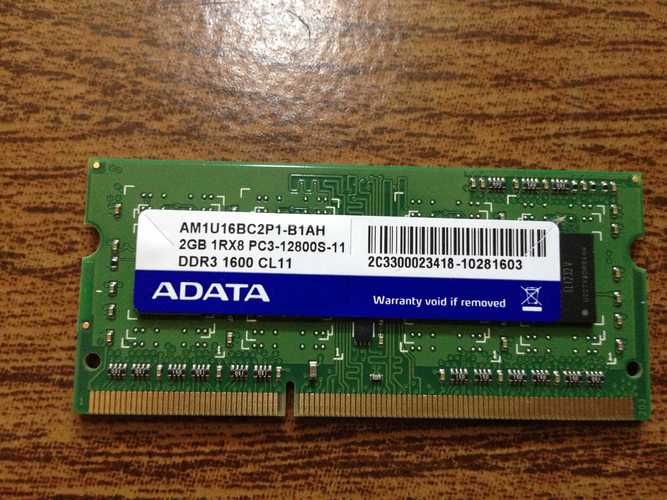 AM1U16BC2P1-B1AH
2GB 1RX8 PC3-12800S-11
DDR3 1600 CL11
2C3300023418-10281603
ADATA
Warranty void if removed